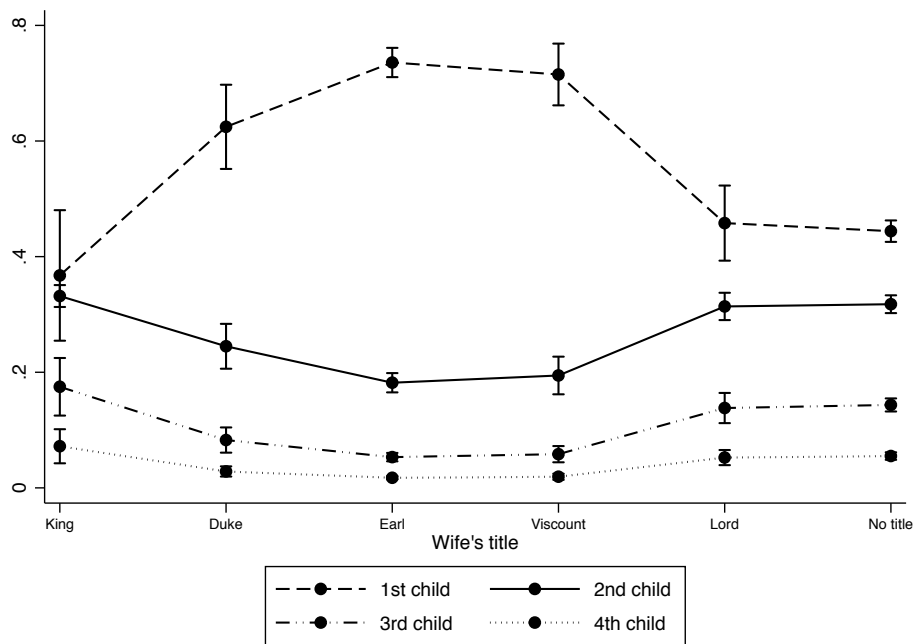 .8
.6
.4
.2
0
King Duke Earl Viscount Lord No title
Wife's title
1st child 2nd child
3rd child 4th child